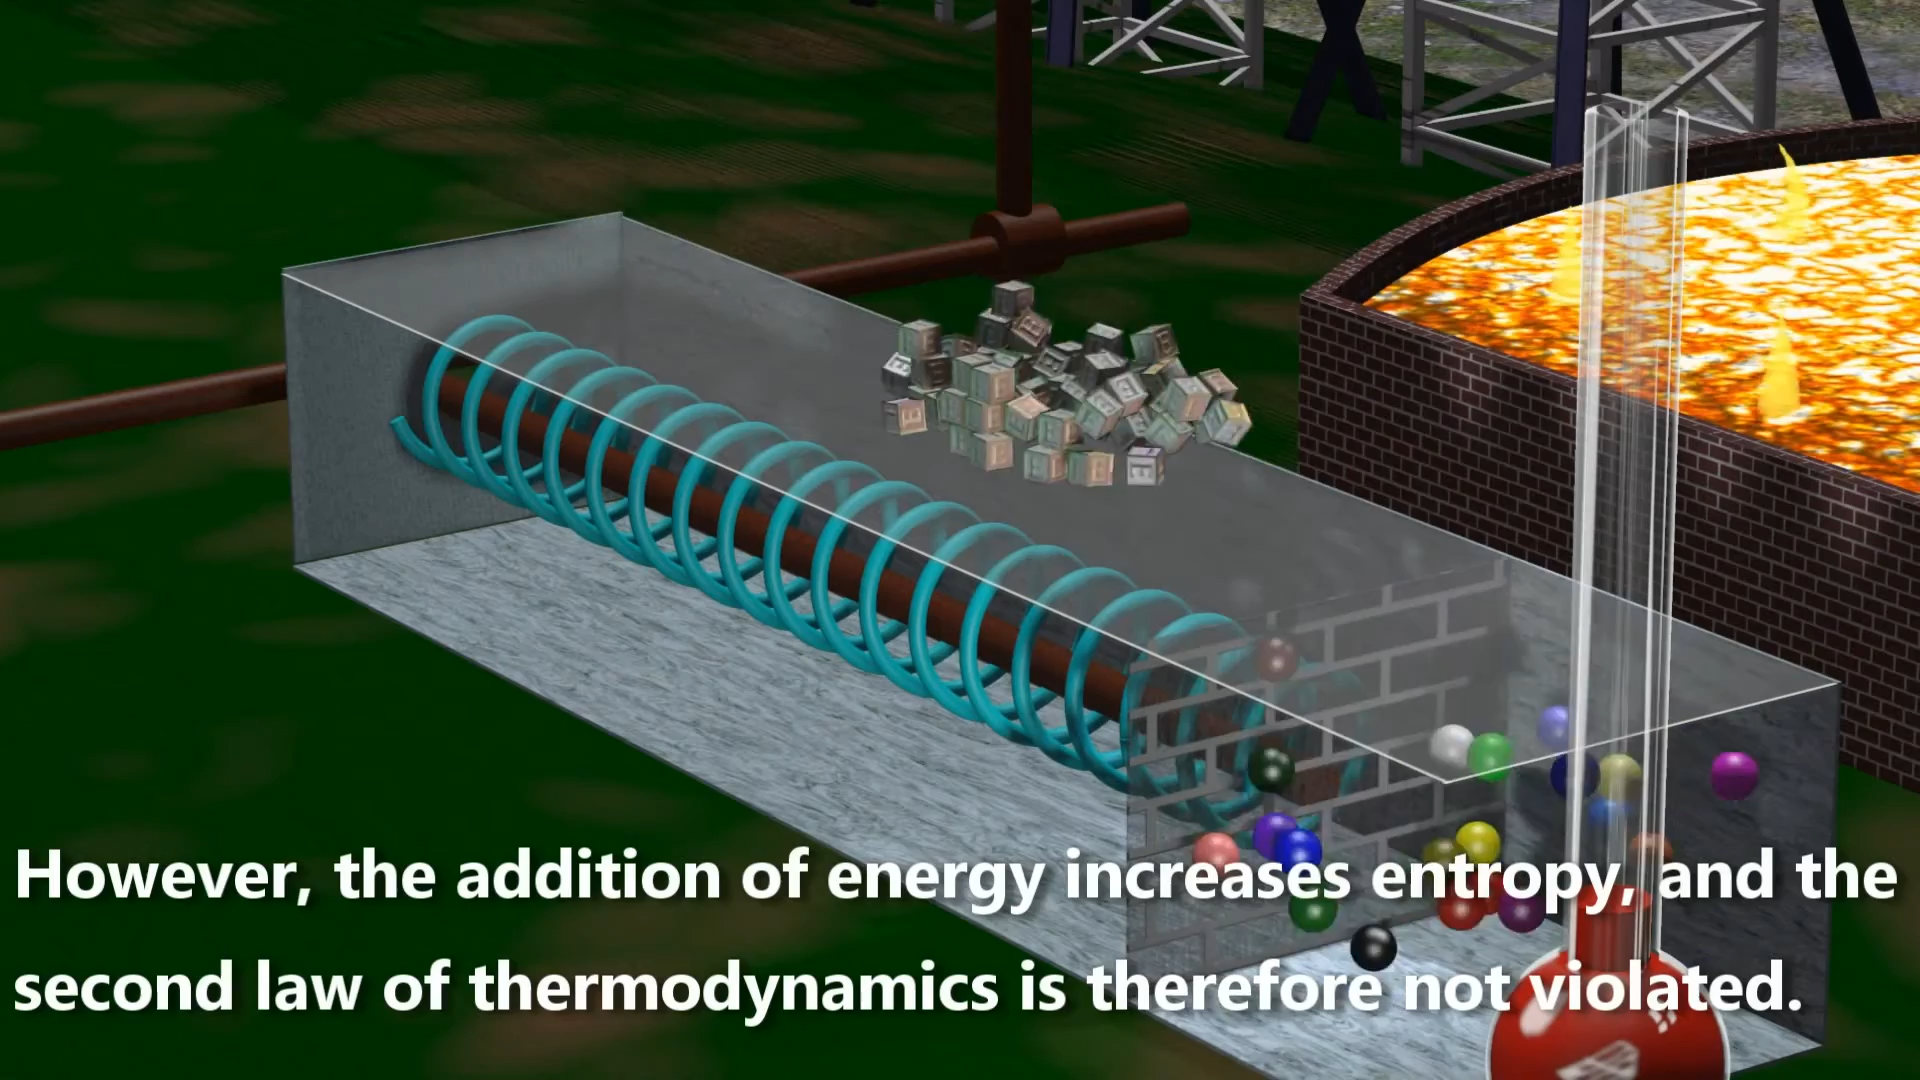 However, the addition of energy increases entropy, and the
second law of thermodynamics is therefore not violated.